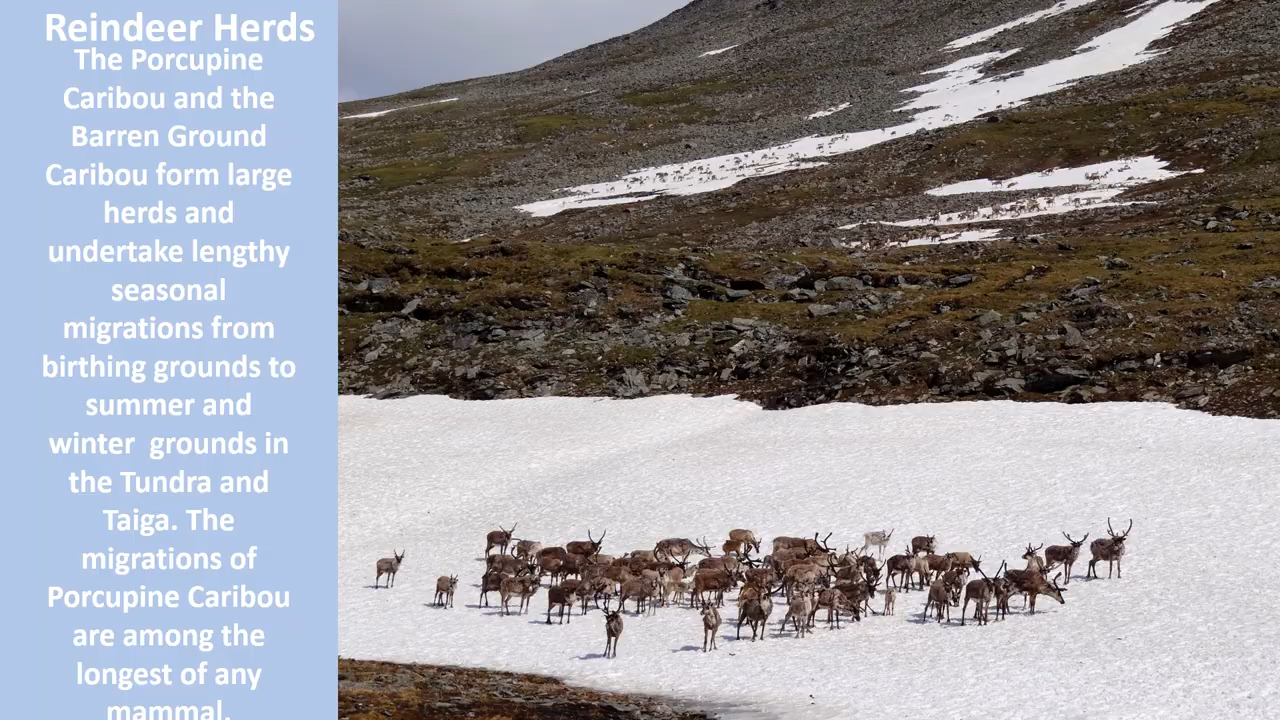 Reindeer Herds
The Porcupine
Caribou and the
Barren Ground
Caribou form large
herds and
undertake lengthy
seasonal
migrations from
birthing grounds to
summer and
winter  grounds in
the Tundra and
Taiga. The
migrations of
Porcupine Caribou
are among the
longest of any
mammal.